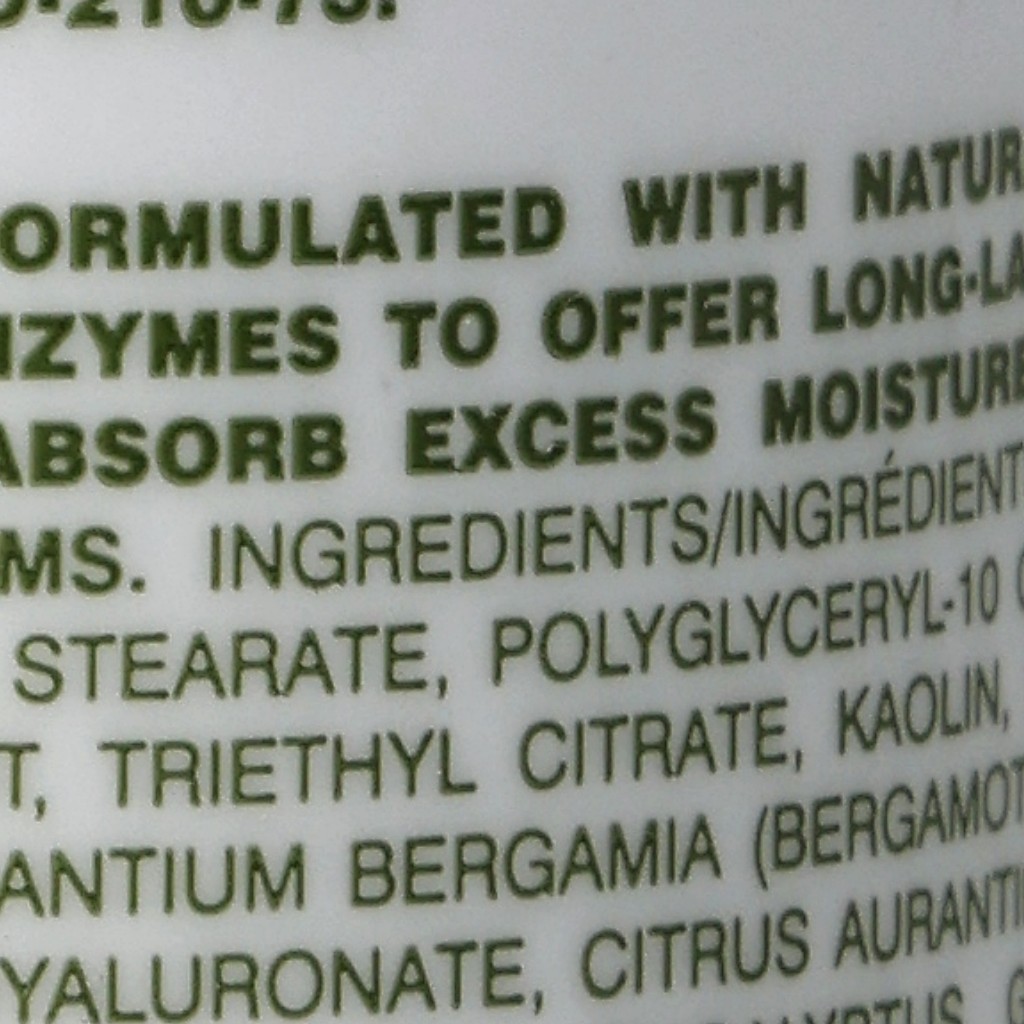 ORMULATED WITH NATUR
ZYMES TO OFFER LONG-LA
ABSORB EXCESS MOISTURE
MS. INGREDIENTS/INGRÉDIENT
STEARATE, POLYGLYCERYL-10
T, TRIETHYL CITRATE, KAOLIN,
ANTIUM BERGAMIA (BERGAMOT
YALURONATE, CITRUS AURANTI